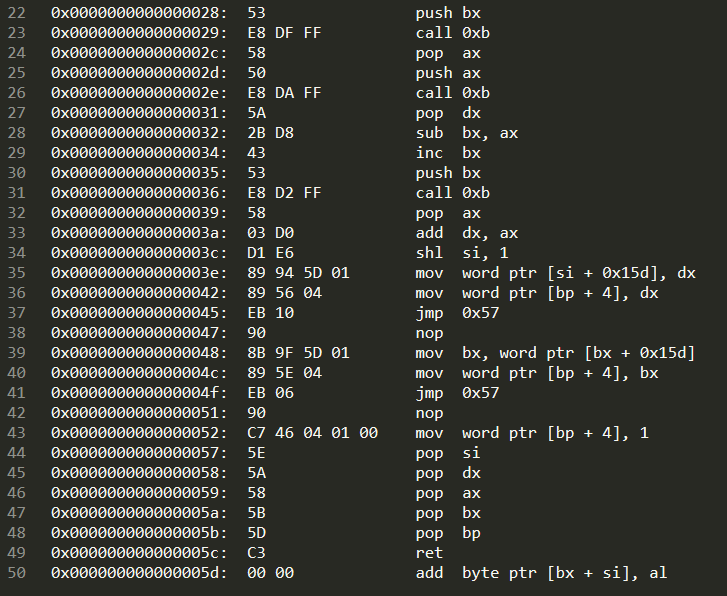 22 0x0000000000000028: 53 push bx
23 0x0000000000000029: E8 DF FF call 0xb
24 0x000000000000002c: 58 pop ax
25 0x000000000000002d: 50 push ax
26 0x000000000000002e: E8 DA FF call 0xb
27 0x0000000000000031: 5A pop dx
28 0x0000000000000032: 2B D8 sub bx, ax
29 0x0000000000000034: 43 inc bx
30 0x0000000000000035: 53 push bx
31 0x0000000000000036: E8 D2 FF call 0xb
32 0x0000000000000039: 58 pop ax
33 0x000000000000003a: 03 D0 add dx, ax
34 0x000000000000003c: D1 E6 shl si, 1
35 0x000000000000003e: 89 94 5D 01 mov word ptr [si + 0x15d], dx
36 0x0000000000000042: 89 56 04 mov word ptr [bp + 4], dx
37 0x0000000000000045: EB 10 jmp 0x57
38 0x0000000000000047: 90 nop
39 0x0000000000000048: 8B 9F 5D 01 mov bx, word ptr [bx + 0x15d]
40 0x000000000000004c: 89 5E 04 mov word ptr [bp + 4], bx
41 0x000000000000004f: EB 06 jmp 0x57
42 0x0000000000000051: 90 nop
43 0x0000000000000052: C7 46 04 01 00 mov word ptr [bp + 4], 1
44 0x0000000000000057: 5E pop si
45 0x0000000000000058: 5A pop dx
46 0x0000000000000059: 58 pop ax
47 0x000000000000005a: 5B pop bx
48 0x000000000000005b: 5D pop bp
49 0x000000000000005c: C3 ret
50 0x000000000000005d: 00 00 add byte ptr [bx + si], al